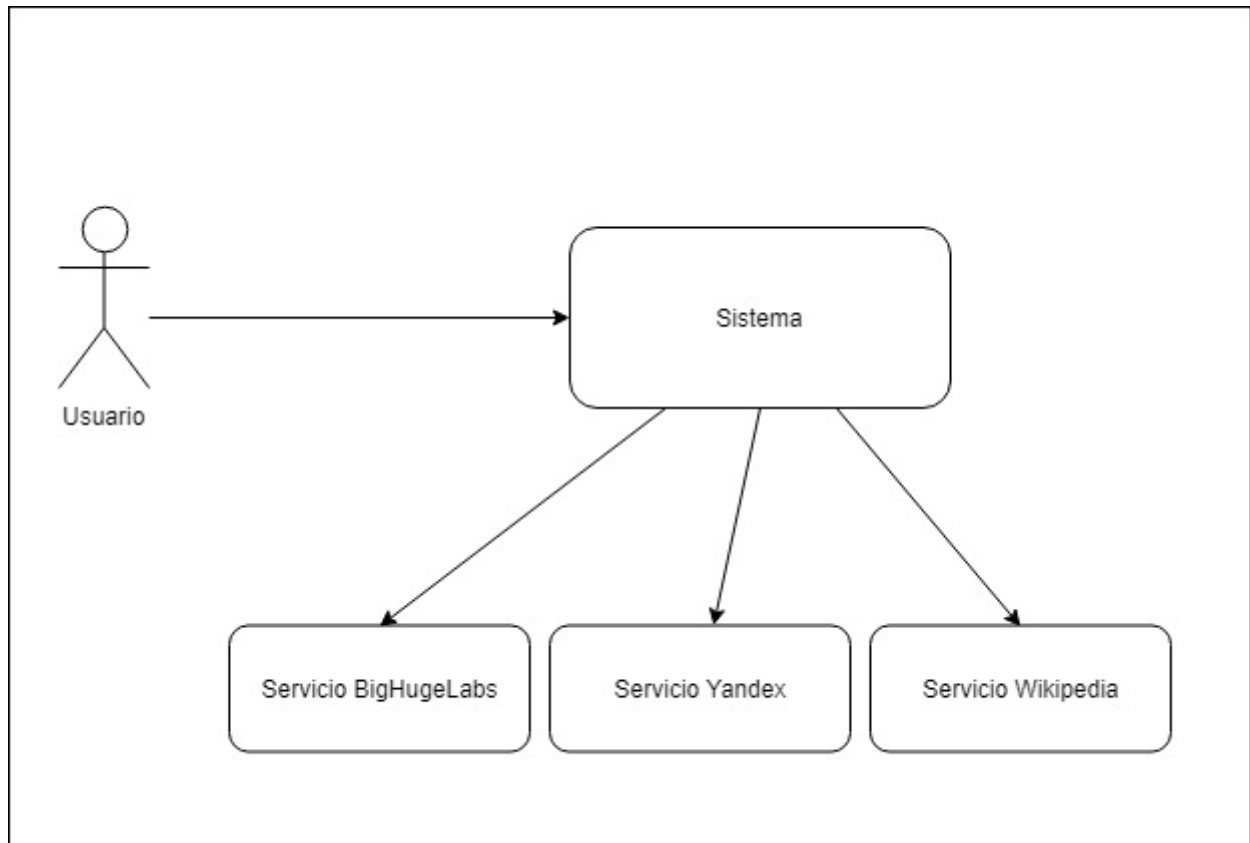 Sistema
Usuario
Servicio BigHugeLabs
Servicio Yandex
Servicio Wikipedia